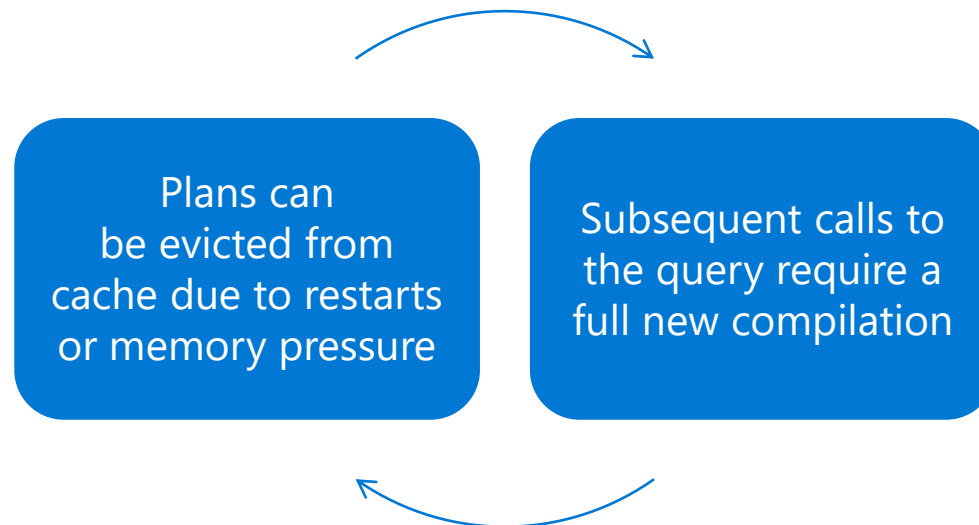 Plans can
be evicted from
cache due to restarts
or memory pressure
Subsequent calls to
the query require a
full new compilation